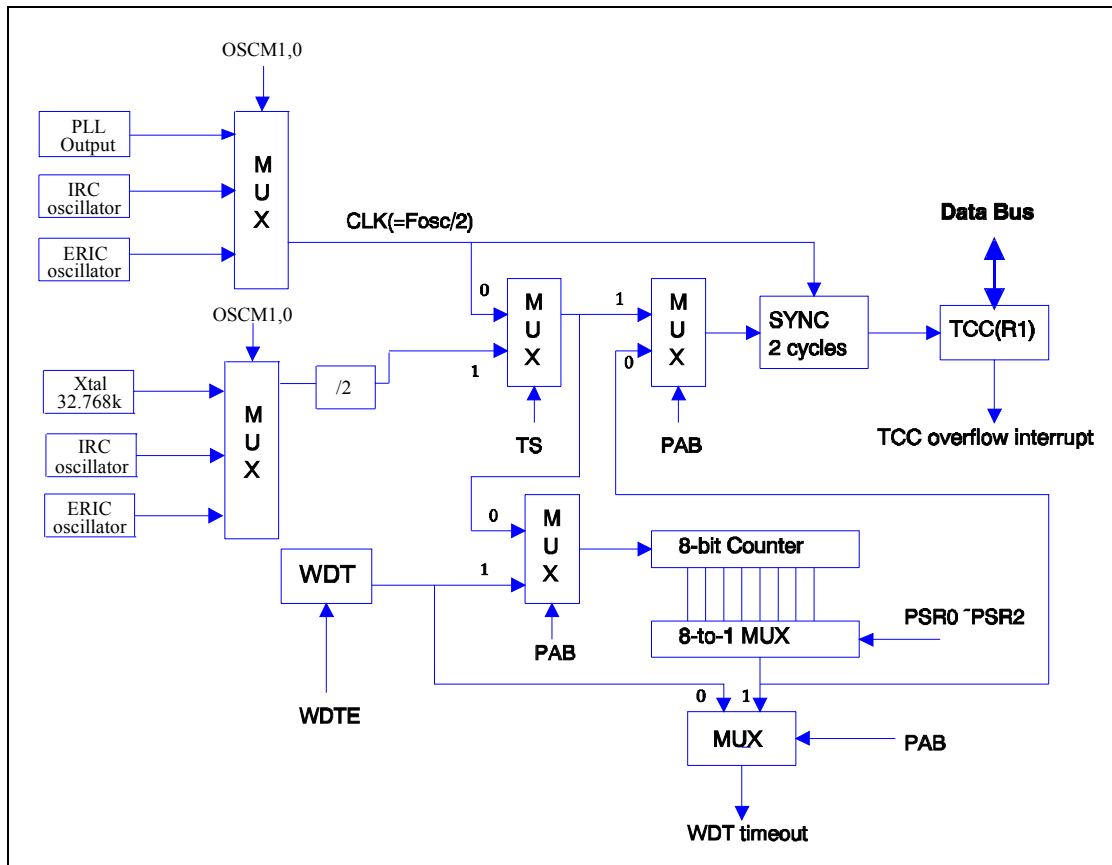 OSCM1,0
PLL
Output
IRC
oscillator
ERIC
oscillator
M
U
X
CLK(=Fosc/2)
Data Bus
OSCM1,0
Xtal
32.768k
IRC
oscillator
ERIC
oscillator
M
U
X
/2
0
1
M
U
X
TS
1
0
M
U
X
PAB
SYNC
2 cycles
TCC(R1)
TCC overflow interrupt
WDT
WDTE
0
1
M
U
X
PAB
8-bit Counter
8-to-1 MUX
PSR0 ~PSR2
0
1
MUX
PAB
WDT timeout